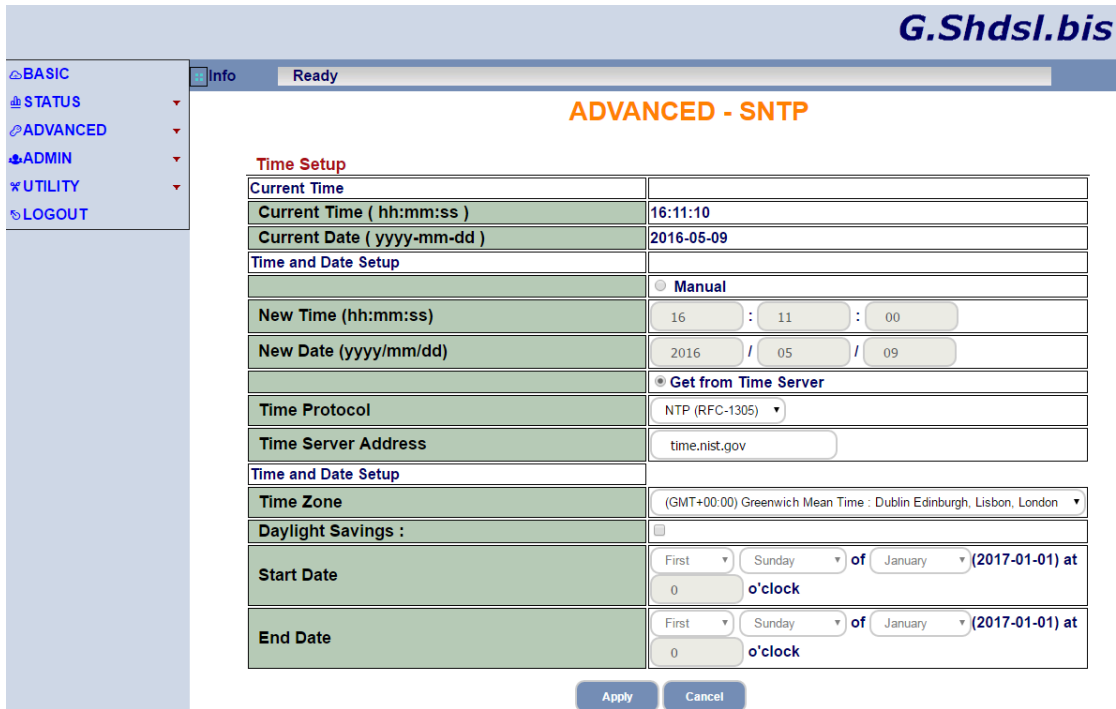 G.Shdsl.bis
BASIC
STATUS
ADVANCED
ADMIN
UTILITY
LOGOUT
Info Ready
ADVANCED - SNTP
Time Setup
Current Time
Current Time ( hh:mm:ss ) 16:11:10
Current Date ( yyyy-mm-dd ) 2016-05-09
Time and Date Setup
Manual
New Time (hh:mm:ss) 16 : 11 : 00
New Date (yyyy/mm/dd) 2016 / 05 / 09
Get from Time Server
Time Protocol NTP (RFC-1305)
Time Server Address time.nist.gov
Time and Date Setup
Time Zone (GMT+00:00) Greenwich Mean Time : Dublin Edinburgh, Lisbon, London
Daylight Savings :
Start Date First Sunday of January (2017-01-01) at
0 o'clock
End Date First Sunday of January (2017-01-01) at
0 o'clock
Apply Cancel